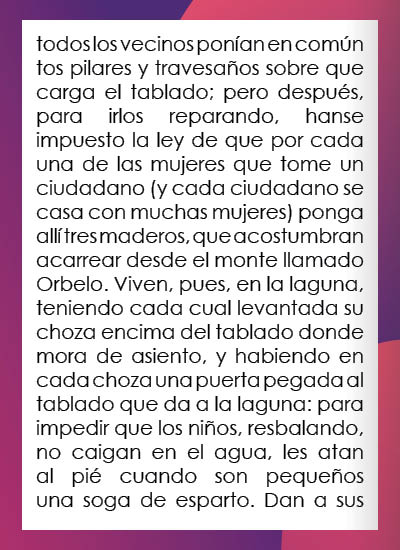 todos los vecinos ponían en común
tos pilares y travesaños sobre que
carga el tablado; pero después,
para irlos reparando, hanse
impuesto la ley de que por cada
una de las mujeres que tome un
ciudadano (y cada ciudadano se
casa con muchas mujeres) ponga
allí tres maderos, que acostumbran
acarrear desde el monte llamado
Orbelo. Viven, pues, en la laguna,
teniendo cada cual levantada su
choza encima del tablado donde
mora de asiento, y habiendo en
cada choza una puerta pegada al
tablado que da a la laguna: para
impedir que los niños, resbalando,
no caigan en el agua, les atan
al pié cuando son pequeños
una soga de esparto. Dan a sus